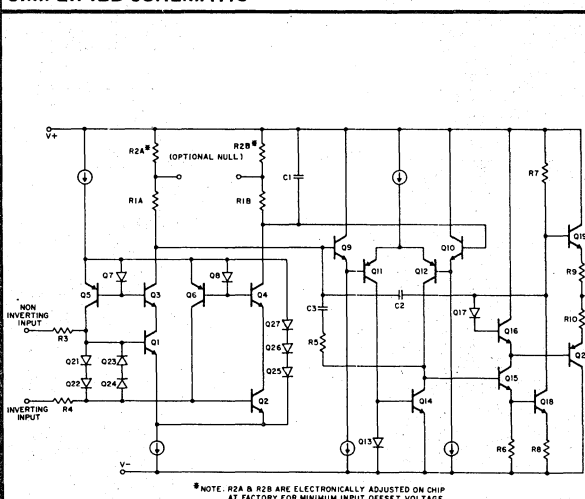 V+
R2A* R2B*
(OPTIONAL NULL)
C1
R7
R1A R1B
Q19
Q9 Q10
Q7 Q8
Q11 Q12
R9
Q5 Q3 Q6 Q4
C3 C2
Q17 Q16
R10
NON
INVERTING
INPUT
R3
Q27
Q1
R5
Q26
Q21 Q23
Q25
Q15
Q22 Q24
Q14 Q18
INVERTING
INPUT
R4
Q2
Q13
R6 R8
V-
*NOTE: R2A & R2B ARE ELECTRONICALLY ADJUSTED ON CHIP
AT FACTORY FOR MINIMUM INPUT OFFSET VOLTAGE